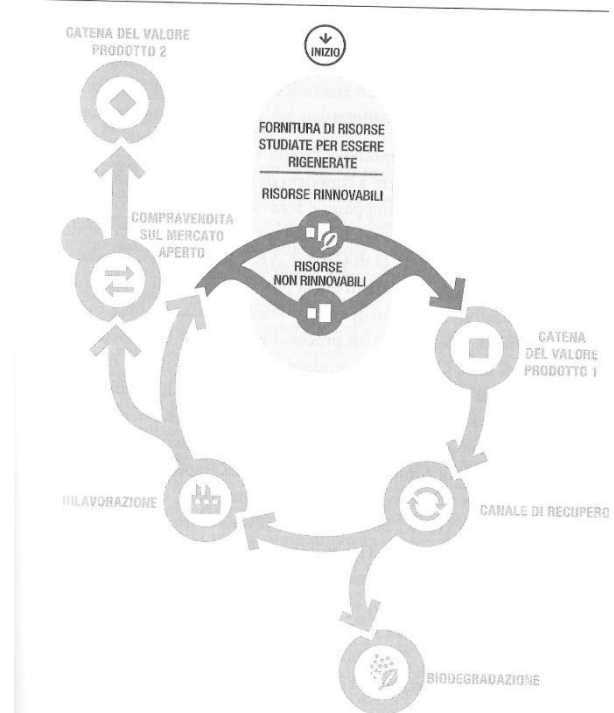 CATENA DEL VALORE
PRODOTTO 2
INIZIO
FORNITURA DI RISORSE
STUDIATE PER ESSERE
RIGENERATE
RISORSE RINNOVABILI
COMPRAVENDITA
SUL MERCATO
APERTO
RISORSE
NON RINNOVABILI
CATENA
DEL VALORE
PRODOTTO 1
RILAVORAZIONE
CANALE DI RECUPERO
BIODEGRADAZIONE